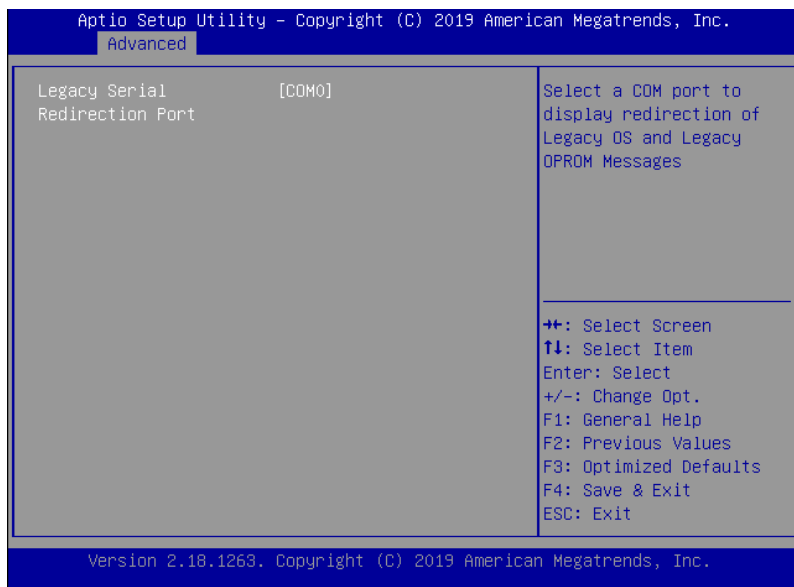 Aptio Setup Utility – Copyright (C) 2019 American Megatrends, Inc.
Advanced
Legacy Serial [COM0]
Redirection Port
Select a COM port to
display redirection of
Legacy OS and Legacy
OPROM Messages
→←: Select Screen
↑↓: Select Item
Enter: Select
+/-: Change Opt.
F1: General Help
F2: Previous Values
F3: Optimized Defaults
F4: Save & Exit
ESC: Exit
Version 2.18.1263. Copyright (C) 2019 American Megatrends, Inc.